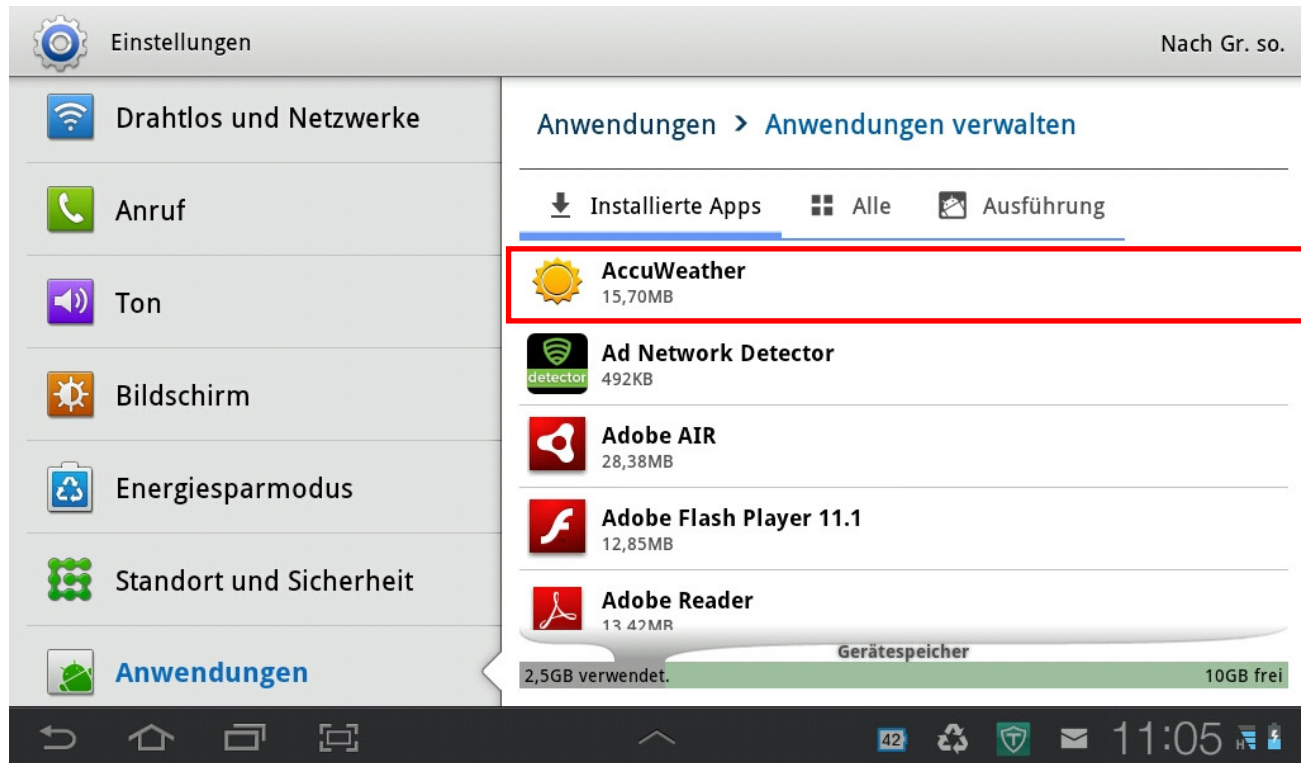 Einstellungen
Nach Gr. so.
Drahtlos und Netzwerke
Anruf
Ton
Bildschirm
Energiesparmodus
Standort und Sicherheit
Anwendungen
Anwendungen > Anwendungen verwalten
Installierte Apps Alle Ausführung
AccuWeather
15,70MB
detector
Ad Network Detector
492KB
Adobe AIR
28,38MB
Adobe Flash Player 11.1
12,85MB
Adobe Reader
13,42MB
Gerätespeicher
2,5GB verwendet. 10GB frei
42 T 11:05 H